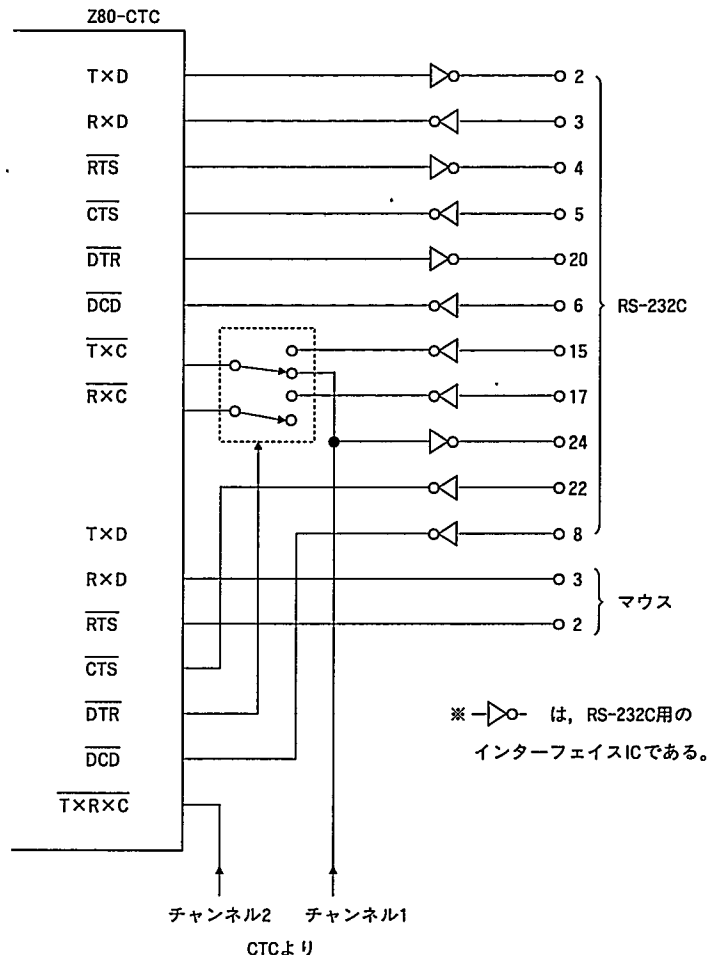 Z80-CTC
T×D 2
R×D 3
RTS 4
CTS 5
DTR 20
DCD 6 RS-232C
T×C 15
R×C 17
24
22
T×D 8
R×D 3
マウス
RTS 2
CTS
DTR ※ は，RS-232C用の
DCD インターフェイスICである。
T×R×C
チャンネル2 チャンネル1
CTCより